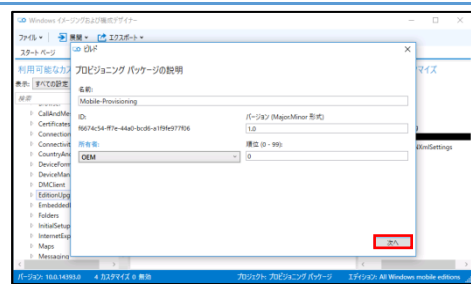 Windows イメージングおよび構成デザイナー
ファイル 展開 エクスポート
スタート ページ ビルド
利用可能なカス マイズ
プロビジョニング パッケージの説明
表示: すべての設定
検索
名前:
Mobile-Provisioning
CallAndMe
ID: バージョン (Major.Minor 形式)
Certificates
f6674c54-ff7e-44a0-bcd6-a1f9fe977f06 1.0
Connection
Connectivit
所有者: 順位 (0 - 99):
XmlSettings
CountryAn
OEM 0
DeviceForm
DeviceMan
DMClient
EditionUpg
Embedded
Folders
InitialSetup
InternetExp
次へ
Maps
Messaging
バージョン: 10.0.14393.0 4 カスタマイズ 0 無効 プロジェクト: プロビジョニング パッケージ エディション: All Windows mobile editions